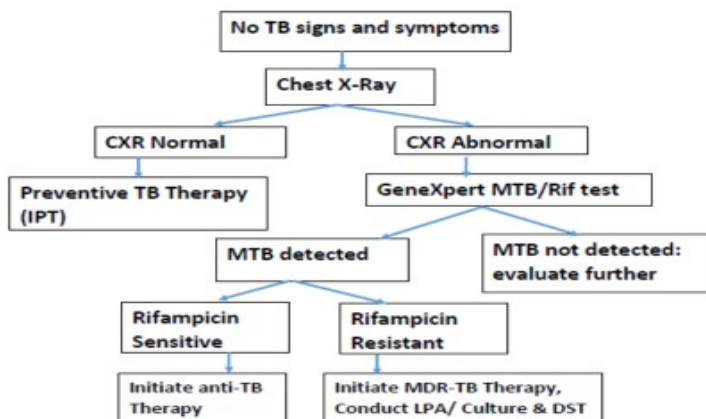 No TB signs and symptoms
Chest X-Ray
CXR Normal
CXR Abnormal
Preventive TB Therapy
(IPT)
GeneXpert MTB/Rif test
MTB detected
MTB not detected:
evaluate further
Rifampicin
Sensitive
Rifampicin
Resistant
Initiate anti-TB
Therapy
Initiate MDR-TB Therapy,
Conduct LPA/ Culture & DST